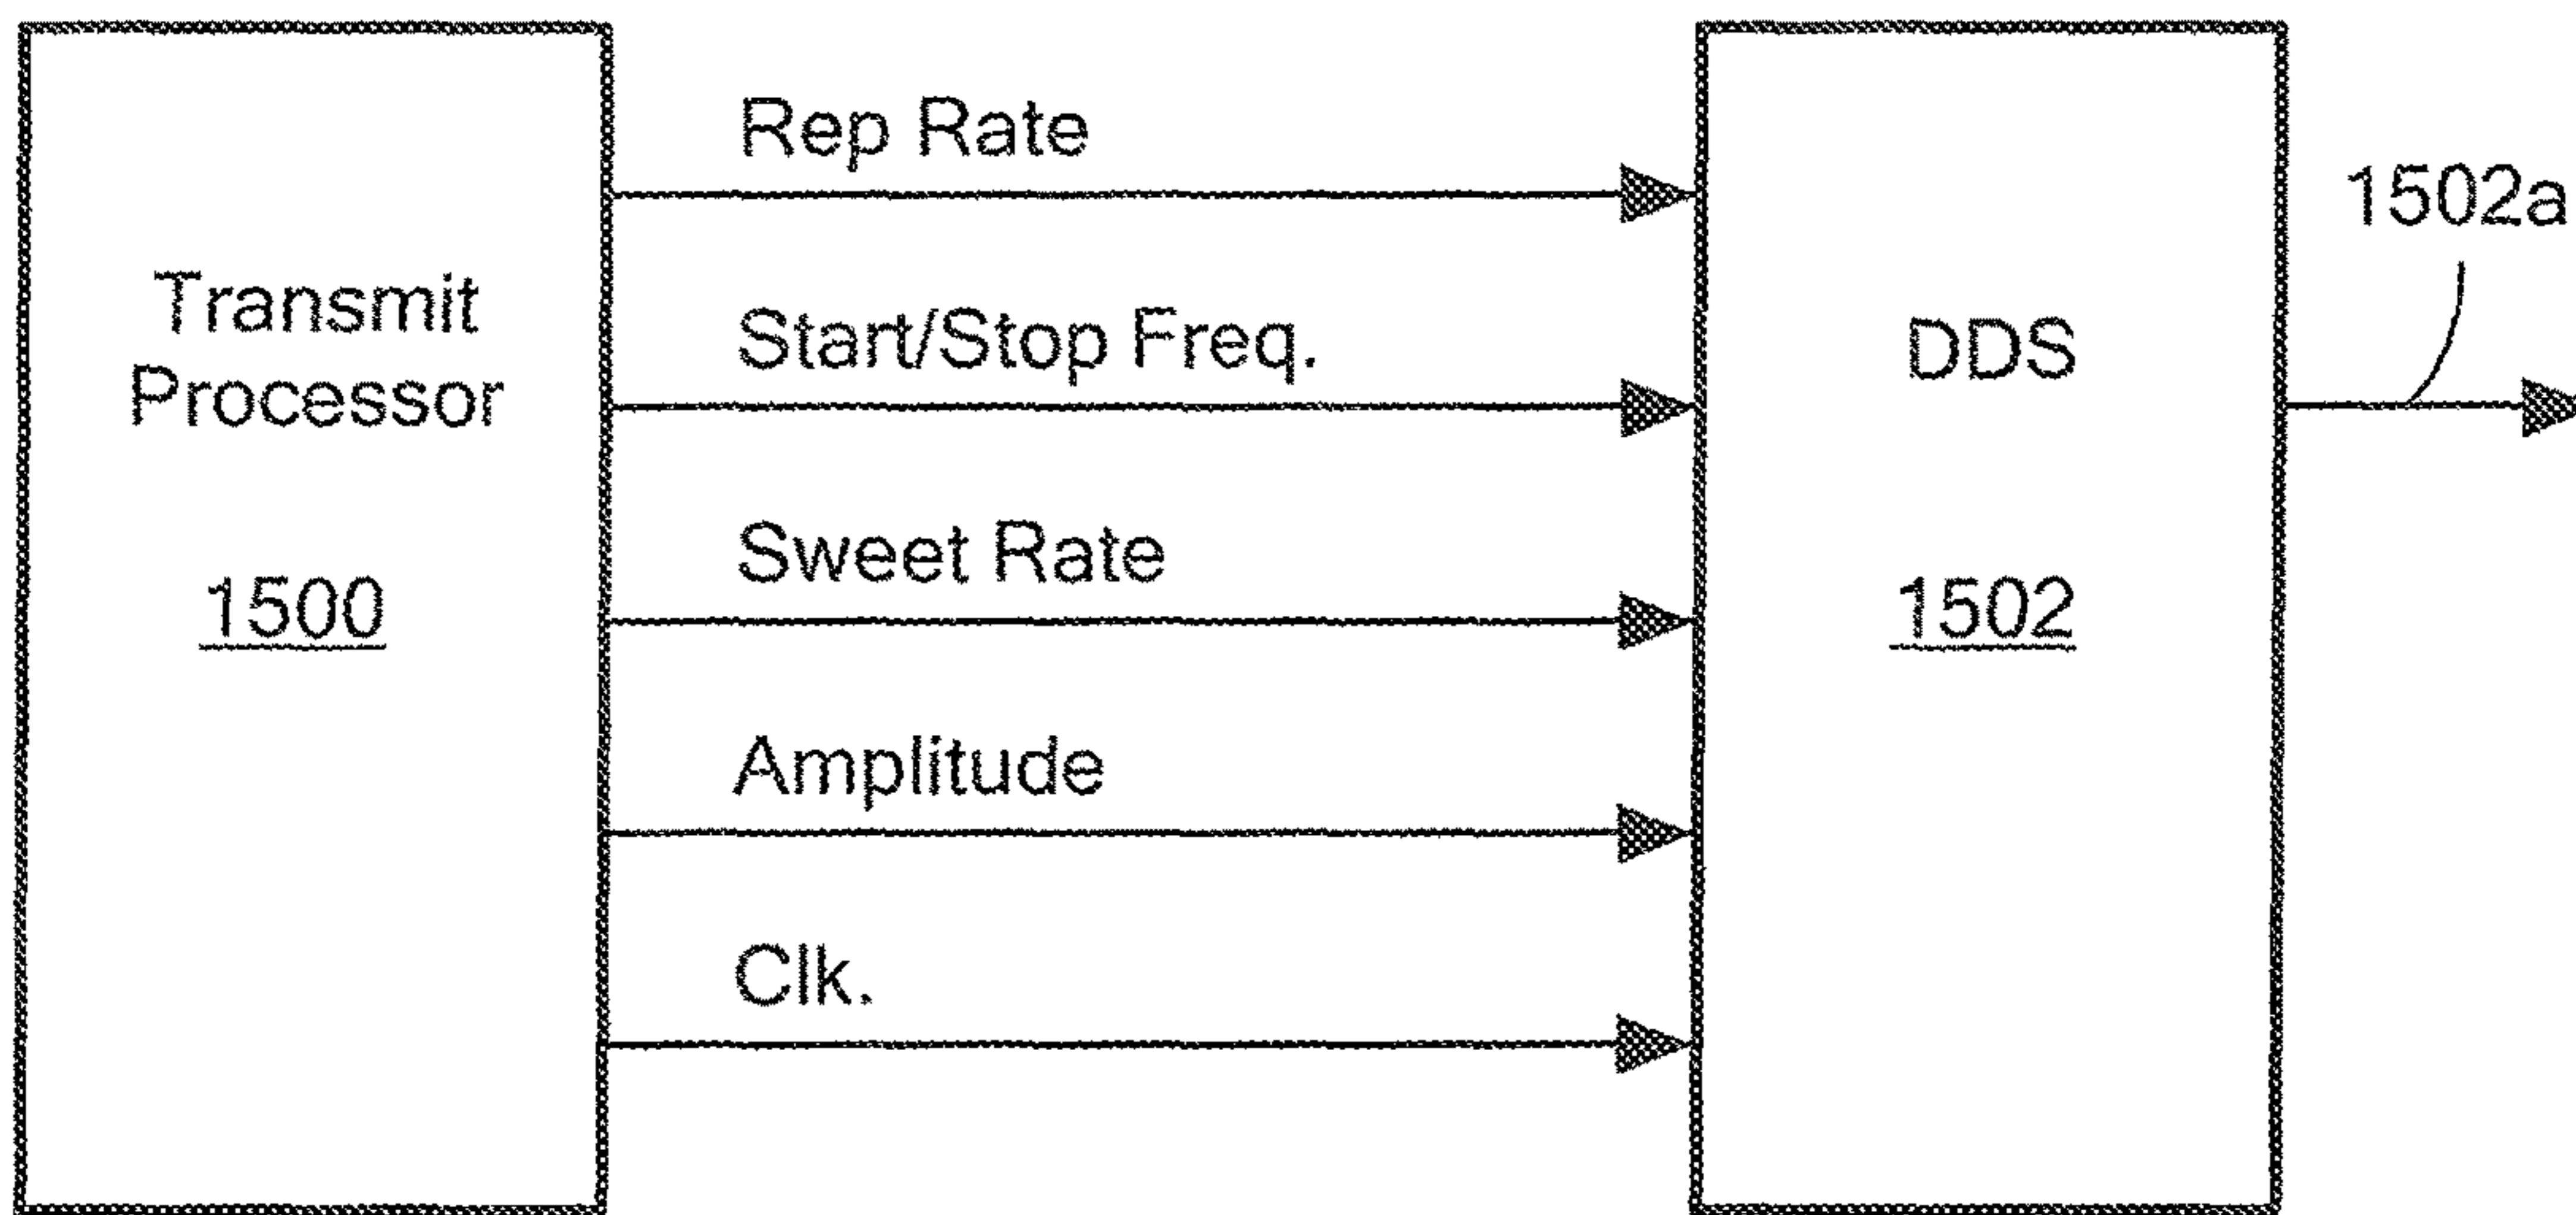 Transmit
Processor
1500
Rep Rate
Start/Stop Freq.
Sweet Rate
Amplitude
Clk.
DDS
1502
1502a